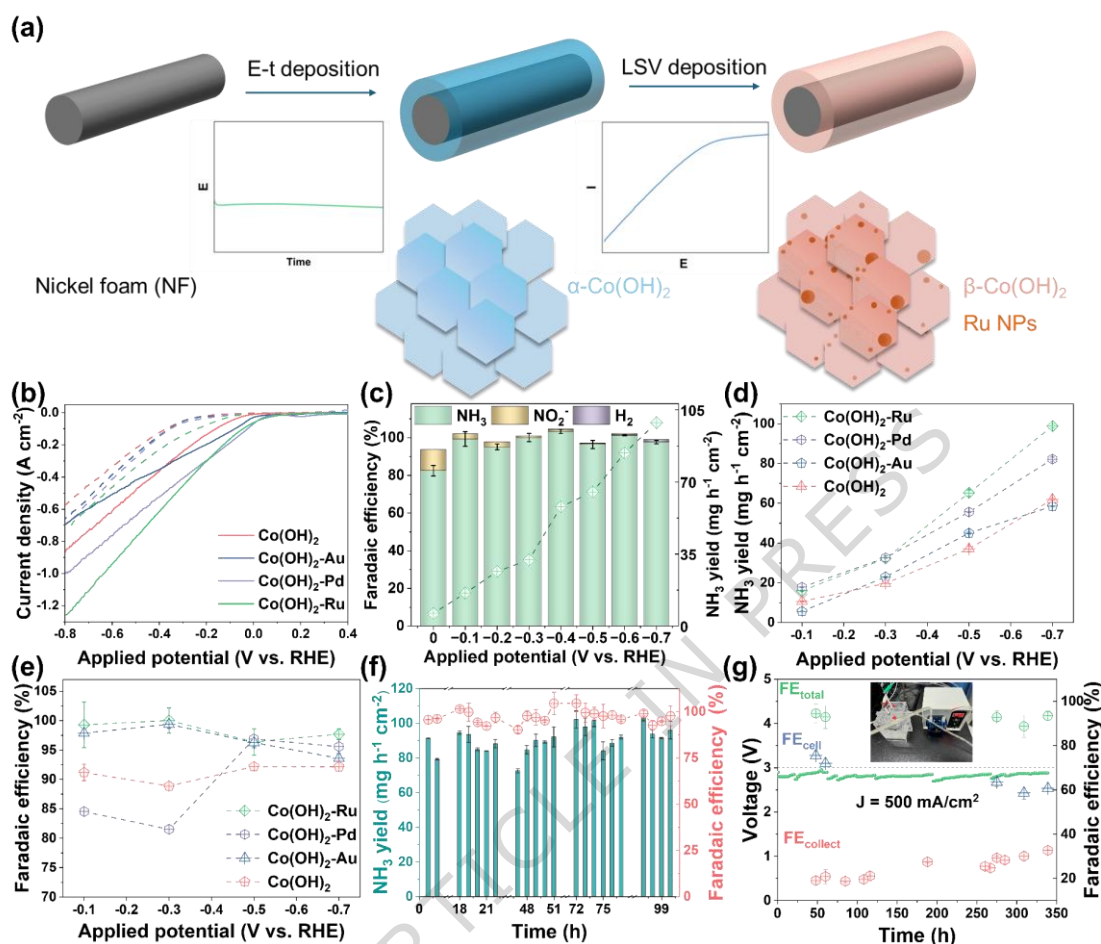 (a)
E-t deposition
LSV deposition
E
Time
I
E
Nickel foam (NF)
α-Co(OH)₂
β-Co(OH)₂
Ru NPs
(b)
Current density (A cm⁻²)
0.0
-0.2
-0.4
-0.6
-0.8
-1.0
-1.2
Co(OH)₂
Co(OH)₂-Au
Co(OH)₂-Pd
Co(OH)₂-Ru
-0.8 -0.6 -0.4 -0.2 0.0 0.2 0.4
Applied potential (V vs. RHE)
(c)
NH₃ NO₂⁻ H₂
Faradaic efficiency (%)
100
80
60
40
20
0
105
70
35
0
NH₃ yield (mg h⁻¹ cm⁻²)
0 −0.1 −0.2 −0.3 −0.4 −0.5 −0.6 −0.7
Applied potential (V vs. RHE)
(d)
NH₃ yield (mg h⁻¹ cm⁻²)
100
80
60
40
20
0
Co(OH)₂-Ru
Co(OH)₂-Pd
Co(OH)₂-Au
Co(OH)₂
-0.1 -0.2 -0.3 -0.4 -0.5 -0.6 -0.7
Applied potential (V vs. RHE)
(e)
Faradaic efficiency (%)
105
100
95
90
85
80
75
70
Co(OH)₂-Ru
Co(OH)₂-Pd
Co(OH)₂-Au
Co(OH)₂
-0.1 -0.2 -0.3 -0.4 -0.5 -0.6 -0.7
Applied potential (V vs. RHE)
(f)
NH₃ yield (mg h⁻¹ cm⁻²)
120
100
80
60
40
20
0
100
80
60
40
20
0
Faradaic efficiency (%)
0 18 21 48 51 72 75 99
Time (h)
(g)
Voltage (V)
5
4
3
2
1
0
FEtotal
FEcell
J = 500 mA/cm²
FEcollect
100
80
60
40
20
Faradaic efficiency (%)
0 50 100 150 200 250 300 350
Time (h)
ARTICLE IN PRESS